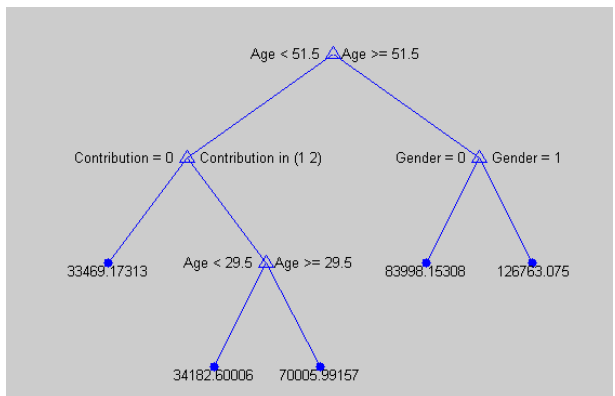 Age < 51.5 Age >= 51.5
Contribution = 0 Contribution in (1 2)
Gender = 0 Gender = 1
33469.17313
Age < 29.5 Age >= 29.5
83998.15308
126763.075
34182.60006
70005.99157